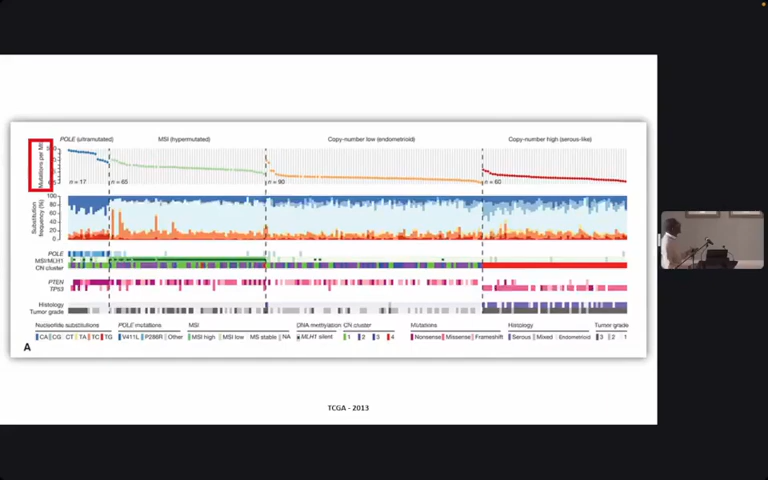 POLE (ultramutated) MSI (hypermutated) Copy-number low (endometrioid) Copy-number high (serous-like)
Mutations per
n = 17 n = 65 n = 90 n = 60
Substitution frequency (%)
100
80
60
40
20
0
POLE
MSI/MLH1
CN cluster
PTEN
TP53
Histology
Tumor grade
Nucleotide substitutions POLE mutations MSI DNA methylation CN cluster Mutations Histology Tumor grade
CA CG CT TA TC TG V411L P286R Other MSI high MSI low MS stable NA MLH1 silent 1 2 3 4 Nonsense Missense Frameshift Serous Mixed Endometrioid 3 2 1
A
TCGA - 2013